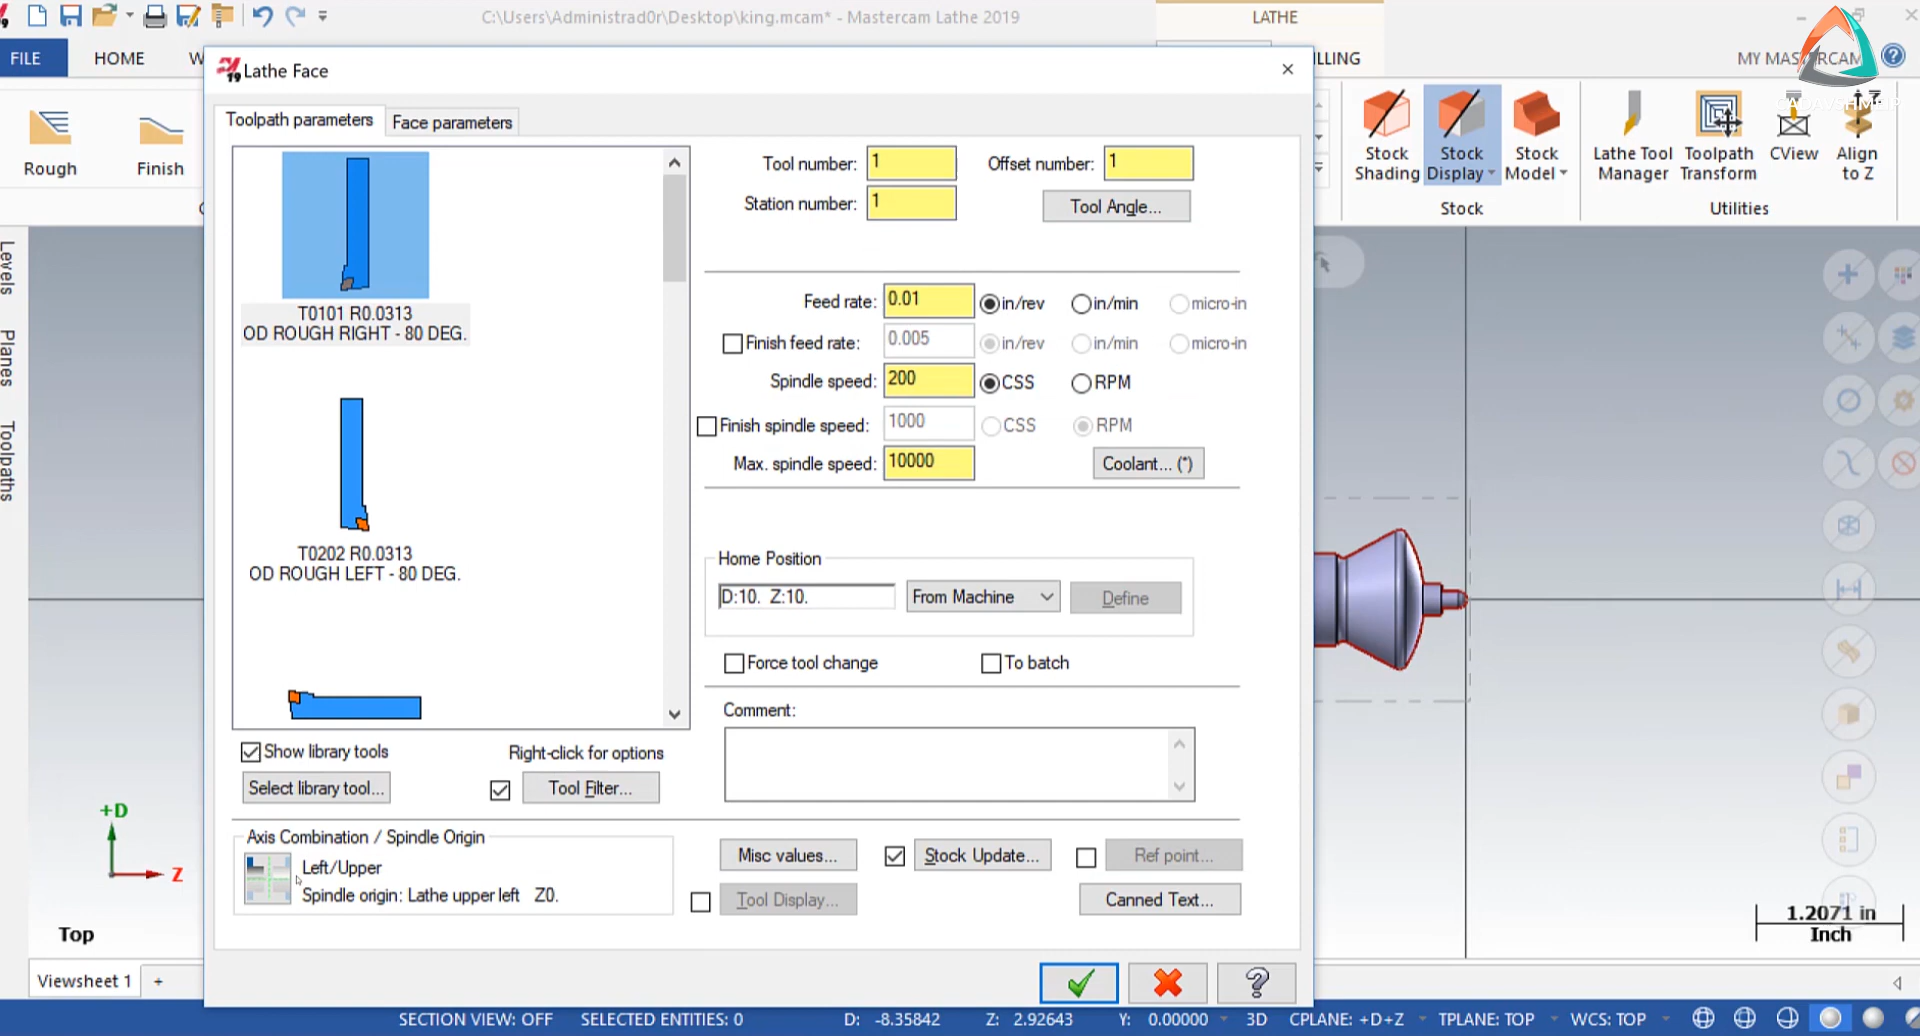 C:\Users\Administrad0r\Desktop\king.mcam* - Mastercam Lathe 2019
LATHE
FILE
HOME
W
ILLING
MY MASTERCAM
Rough
Finish
Stock Shading
Stock Display
Stock Model
Lathe Tool Manager
Toolpath Transform
CView
Align to Z
Stock
Utilities
Lathe Face
Toolpath parameters
Face parameters
T0101 R0.0313
OD ROUGH RIGHT - 80 DEG.
T0202 R0.0313
OD ROUGH LEFT - 80 DEG.
Show library tools
Right-click for options
Select library tool...
Tool Filter...
Axis Combination / Spindle Origin
Left/Upper
Spindle origin: Lathe upper left Z0.
Tool number: 1
Offset number: 1
Station number: 1
Tool Angle...
Feed rate: 0.01 in/rev in/min micro-in
Finish feed rate: 0.005 in/rev in/min micro-in
Spindle speed: 200 CSS RPM
Finish spindle speed: 1000 CSS RPM
Max. spindle speed: 10000
Coolant... (*)
Home Position
D:10. Z:10.
From Machine
Define
Force tool change
To batch
Comment:
Misc values...
Stock Update...
Ref point...
Tool Display...
Canned Text...
Levels
Planes
Toolpaths
+D
Z
Top
1.2071 in
Inch
Viewsheet 1
+
SECTION VIEW: OFF SELECTED ENTITIES: 0 D: -8.35842 Z: 2.92643 Y: 0.00000 3D CPLANE: +D+Z TPLANE: TOP WCS: TOP